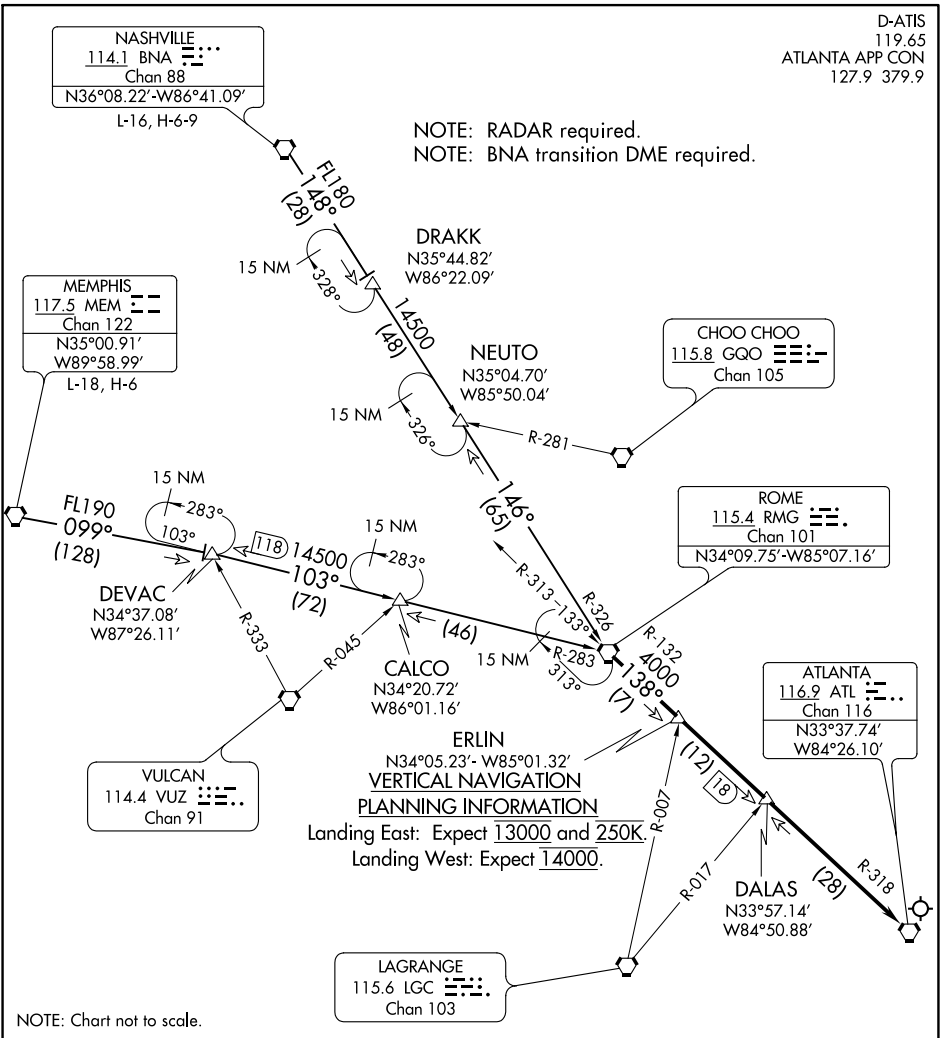 D-ATIS
119.65
ATLANTA APP CON
127.9 379.9
NASHVILLE
114.1 BNA
Chan 88
N36°08.22'-W86°41.09'
L-16, H-6-9
NOTE: RADAR required.
NOTE: BNA transition DME required.
FL180
148°
(28)
DRAKK
N35°44.82'
W86°22.09'
15 NM
328°
14500
(48)
MEMPHIS
117.5 MEM
Chan 122
N35°00.91'
W89°58.99'
L-18, H-6
NEUTO
N35°04.70'
W85°50.04'
15 NM
326°
CHOO CHOO
115.8 GQO
Chan 105
R-281
146°
(65)
ROME
115.4 RMG
Chan 101
N34°09.75'-W85°07.16'
FL190
099°
(128)
15 NM
283°
103°
118
14500
103°
(72)
15 NM
283°
DEVAC
N34°37.08'
W87°26.11'
R-333
R-045
CALCO
N34°20.72'
W86°01.16'
(46)
R-313
133°
R-326
15 NM
R-283
313°
R-132
4000
138°
(7)
ATLANTA
116.9 ATL
Chan 116
N33°37.74'
W84°26.10'
VULCAN
114.4 VUZ
Chan 91
ERLIN
N34°05.23'- W85°01.32'
VERTICAL NAVIGATION
PLANNING INFORMATION
Landing East: Expect 13000 and 250K.
Landing West: Expect 14000.
R-007
(12)
18
R-017
DALAS
N33°57.14'
W84°50.88'
(28)
R-318
LAGRANGE
115.6 LGC
Chan 103
NOTE: Chart not to scale.